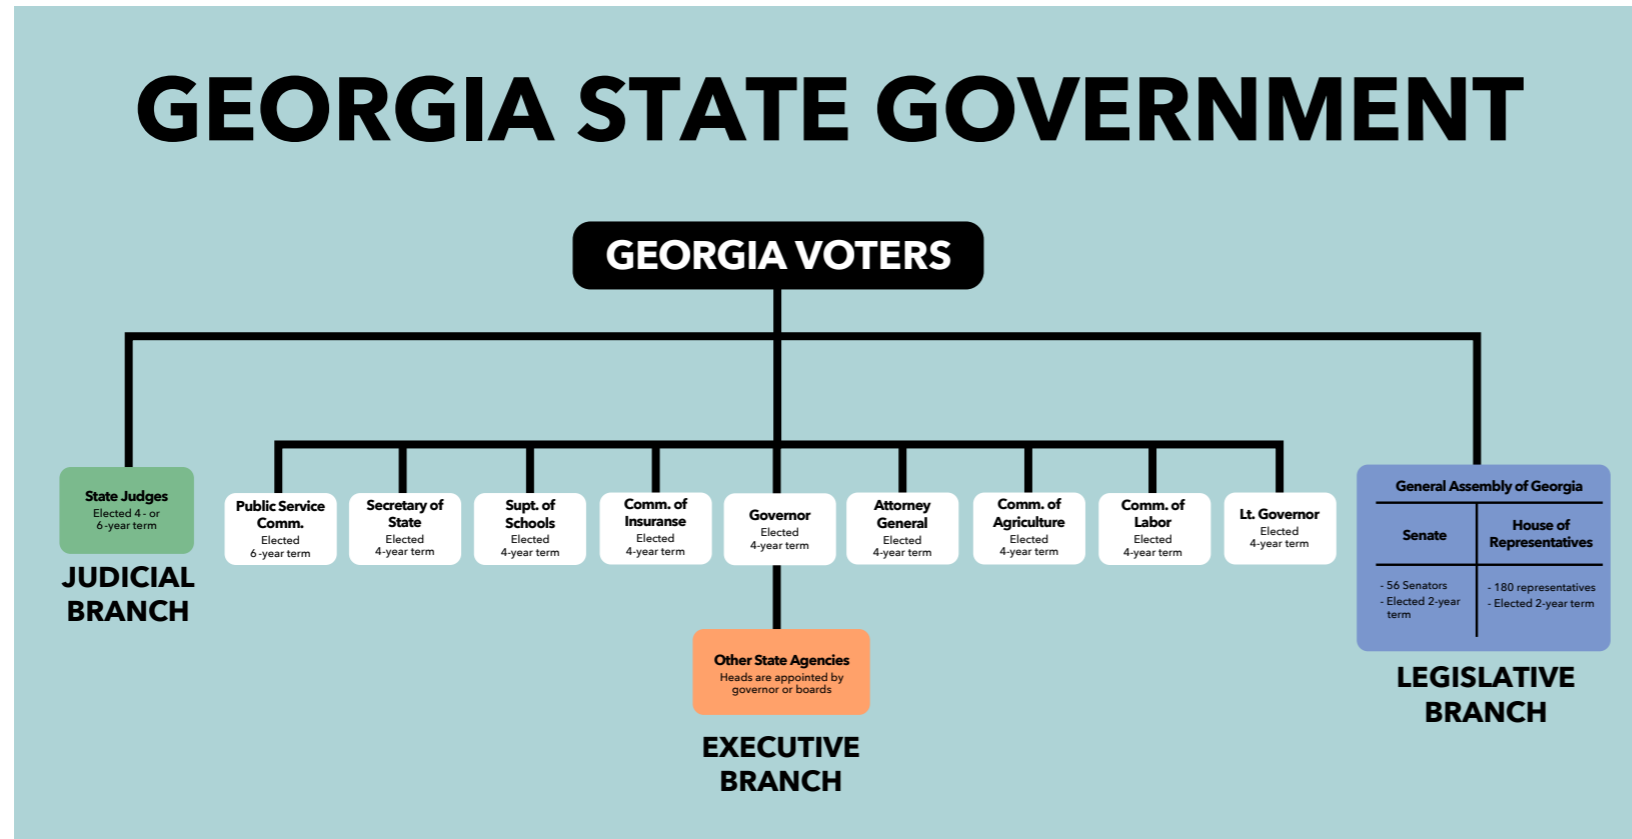 GEORGIA STATE GOVERNMENT
GEORGIA VOTERS
State Judges
Elected 4- or
6-year term
JUDICIAL
BRANCH
Public Service
Comm.
Elected
6-year term
Secretary of
State
Elected
4-year term
Supt. of
Schools
Elected
4-year term
Comm. of
Insuranse
Elected
4-year term
Governor
Elected
4-year term
Attorney
General
Elected
4-year term
Comm. of
Agriculture
Elected
4-year term
Comm. of
Labor
Elected
4-year term
Lt. Governor
Elected
4-year term
Other State Agencies
Heads are appointed by
governor or boards
EXECUTIVE
BRANCH
General Assembly of Georgia
Senate
- 56 Senators
- Elected 2-year
term
House of
Representatives
- 180 representatives
- Elected 2-year term
LEGISLATIVE
BRANCH